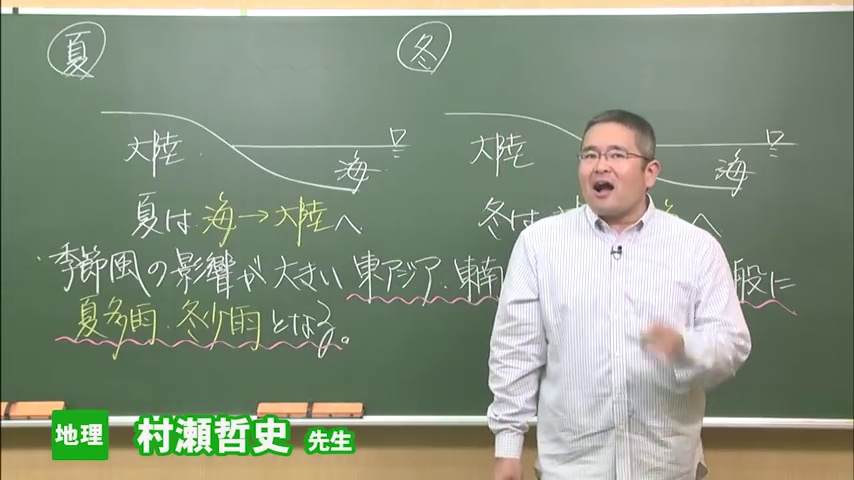 夏
冬
大陸
海
大陸
海
夏は 海→大陸へ
冬は へ
季節風の影響が 大きい 東アジア・東南 般に
夏多雨・冬少雨となる。
地理 村瀬哲史 先生